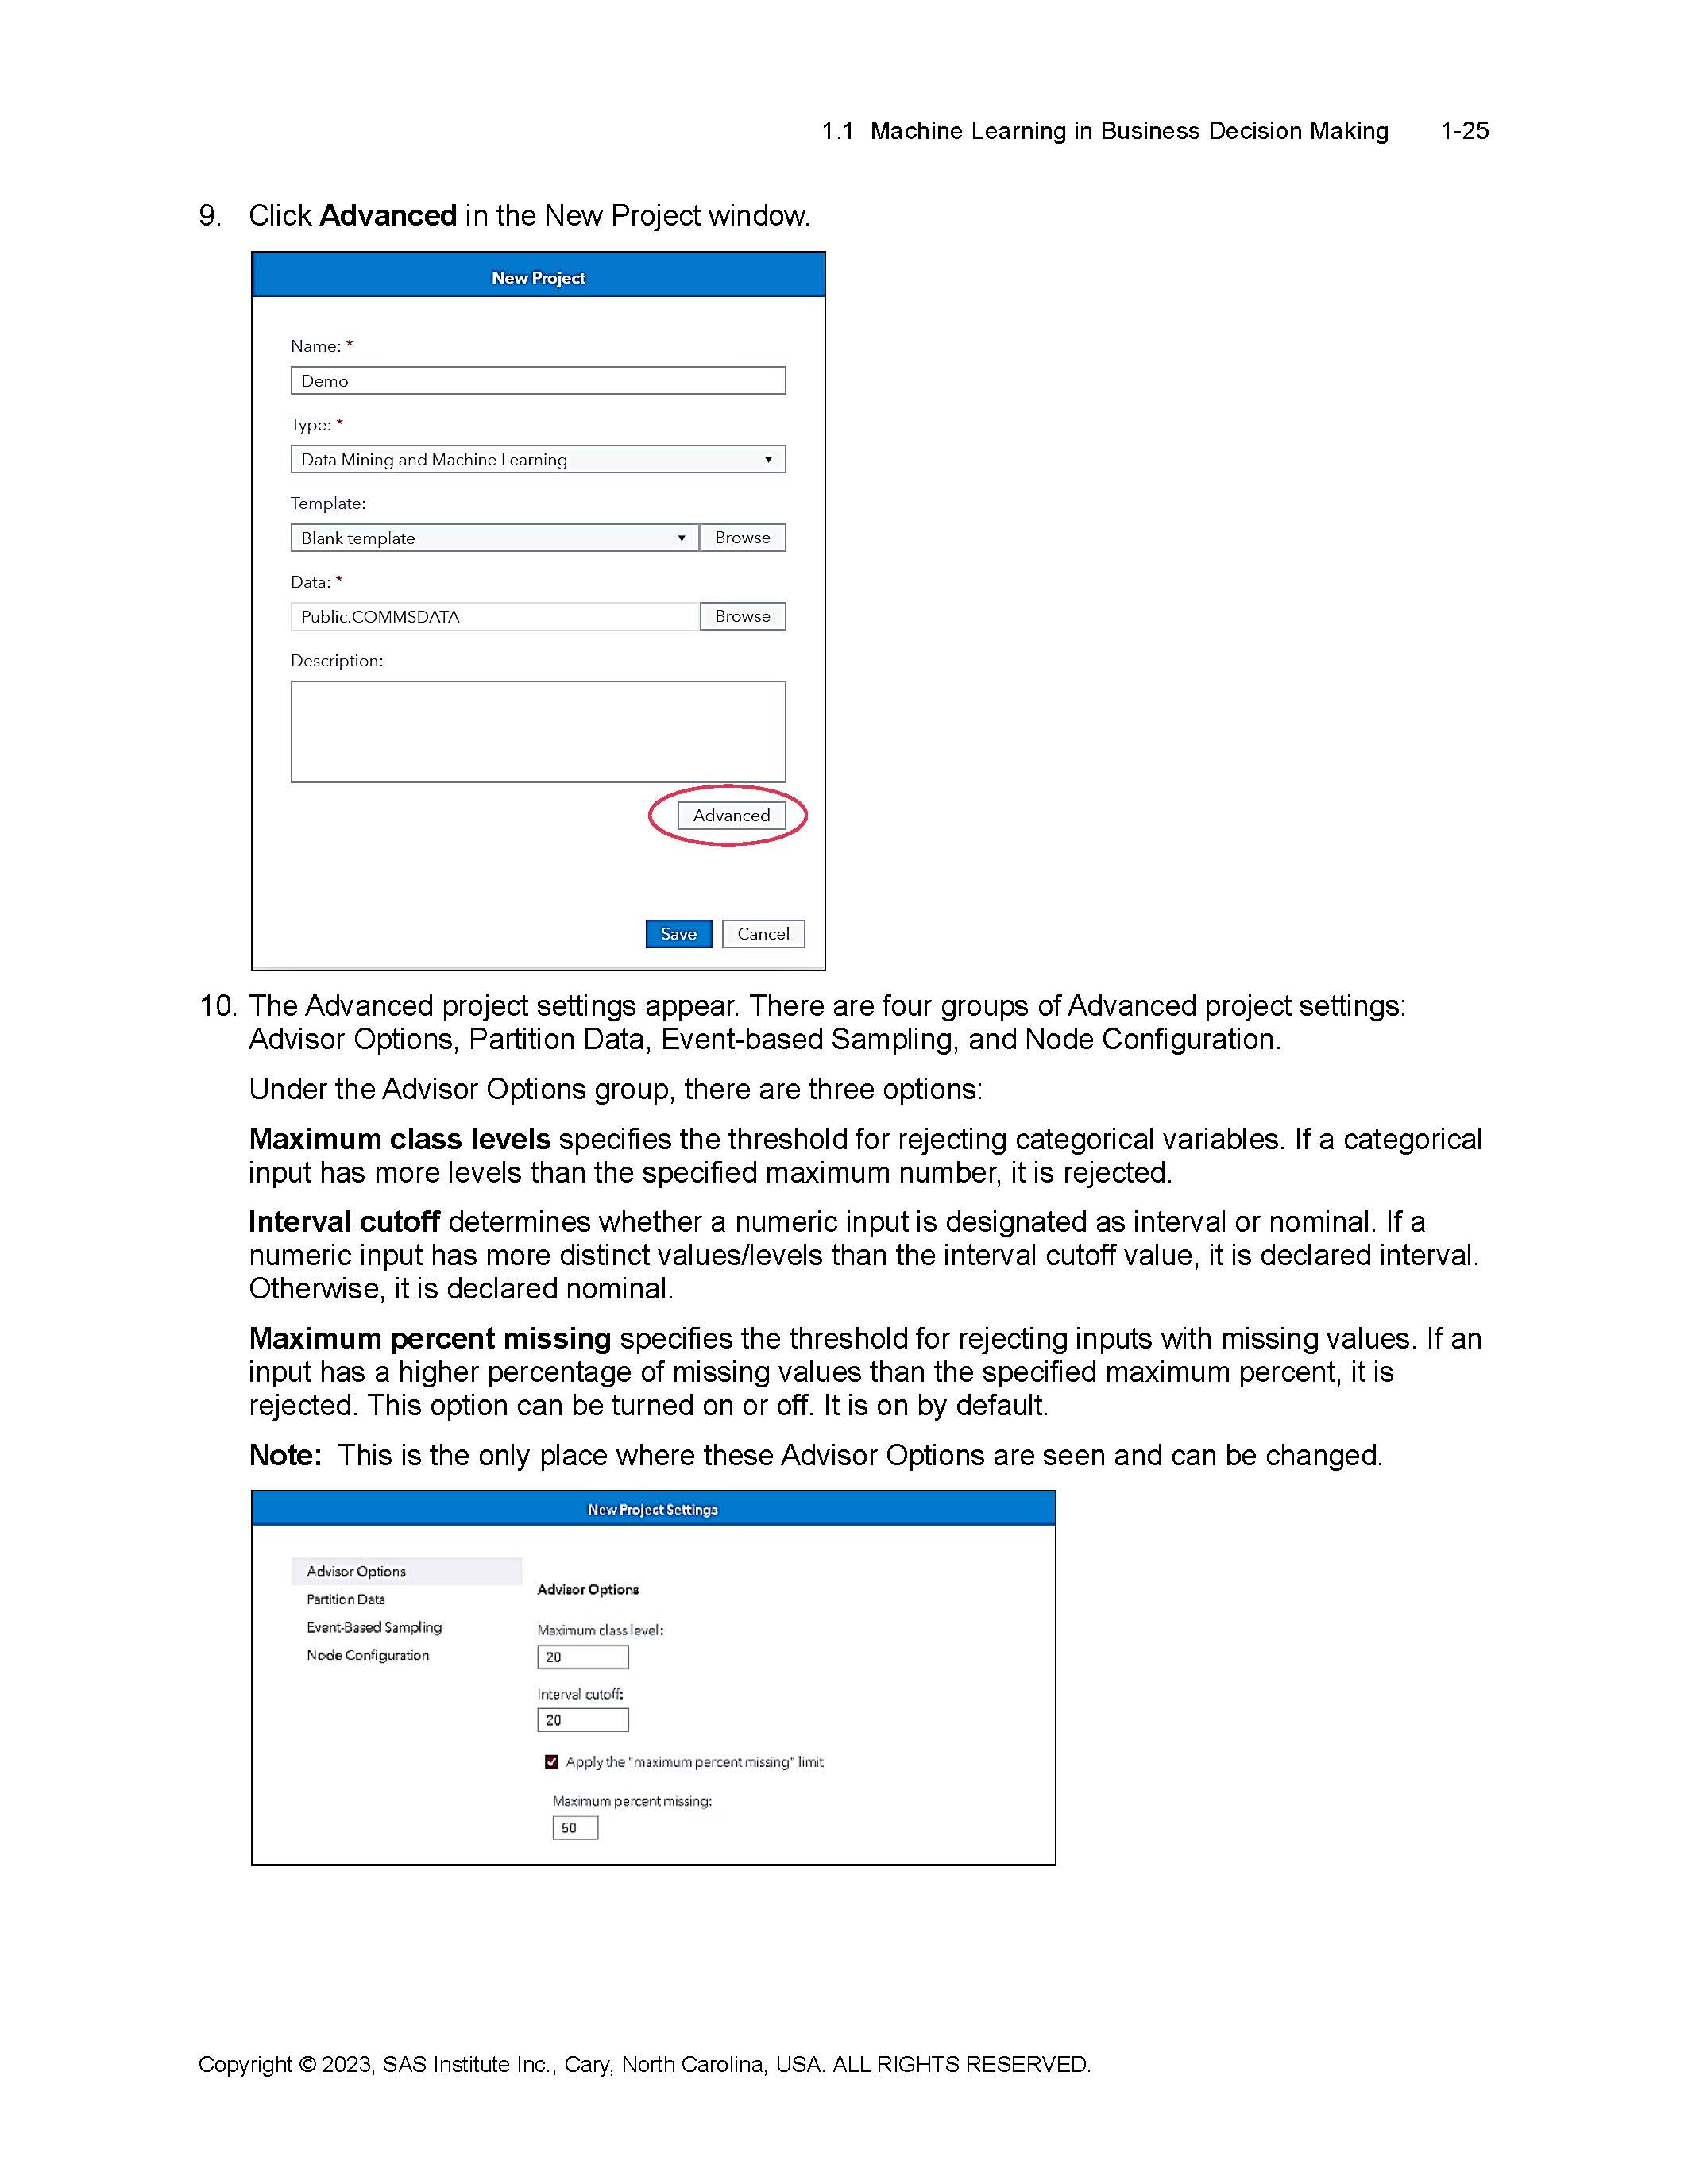 1.1 Machine Learning in Business Decision Making 1-25
9. Click Advanced in the New Project window.
New Project
Name: *
Demo
Type: *
Data Mining and Machine Learning
Template:
Blank template
Browse
Data: *
Public.COMMSDATA
Browse
Description:
Advanced
Save
Cancel
10. The Advanced project settings appear. There are four groups of Advanced project settings:
Advisor Options, Partition Data, Event-based Sampling, and Node Configuration.
Under the Advisor Options group, there are three options:
Maximum class levels specifies the threshold for rejecting categorical variables. If a categorical
input has more levels than the specified maximum number, it is rejected.
Interval cutoff determines whether a numeric input is designated as interval or nominal. If a
numeric input has more distinct values/levels than the interval cutoff value, it is declared interval.
Otherwise, it is declared nominal.
Maximum percent missing specifies the threshold for rejecting inputs with missing values. If an
input has a higher percentage of missing values than the specified maximum percent, it is
rejected. This option can be turned on or off. It is on by default.
Note: This is the only place where these Advisor Options are seen and can be changed.
New Project Settings
Advisor Options
Partition Data
Event-Based Sampling
Node Configuration
Advisor Options
Maximum class level:
20
Interval cutoff:
20
Apply the "maximum percent missing" limit
Maximum percent missing:
50
Copyright © 2023, SAS Institute Inc., Cary, North Carolina, USA. ALL RIGHTS RESERVED.